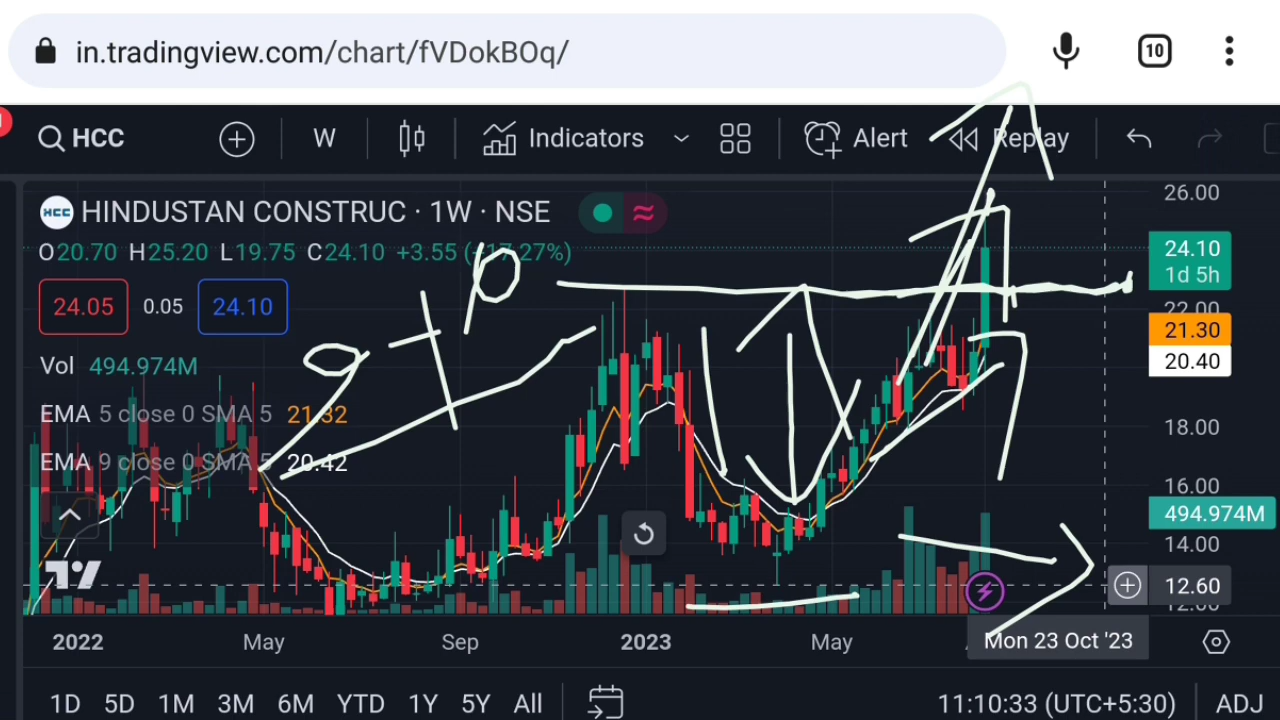 in.tradingview.com/chart/fVDokBOq/ 10
HCC W Indicators Alert Replay
HCC HINDUSTAN CONSTRUC · 1W · NSE
O20.70 H25.20 L19.75 C24.10 +3.55
24.05 0.05 24.10
Vol 494.974M
EMA 5 close 0 SMA 5 21.32
EMA 9 close 0 SMA 5 20.42
26.00
24.10
1d 5h
22.00
21.30
20.40
18.00
16.00
494.974M
14.00
12.60
12.00
2022 May Sep 2023 May Mon 23 Oct '23
1D 5D 1M 3M 6M YTD 1Y 5Y All 11:10:33 (UTC+5:30) ADJ